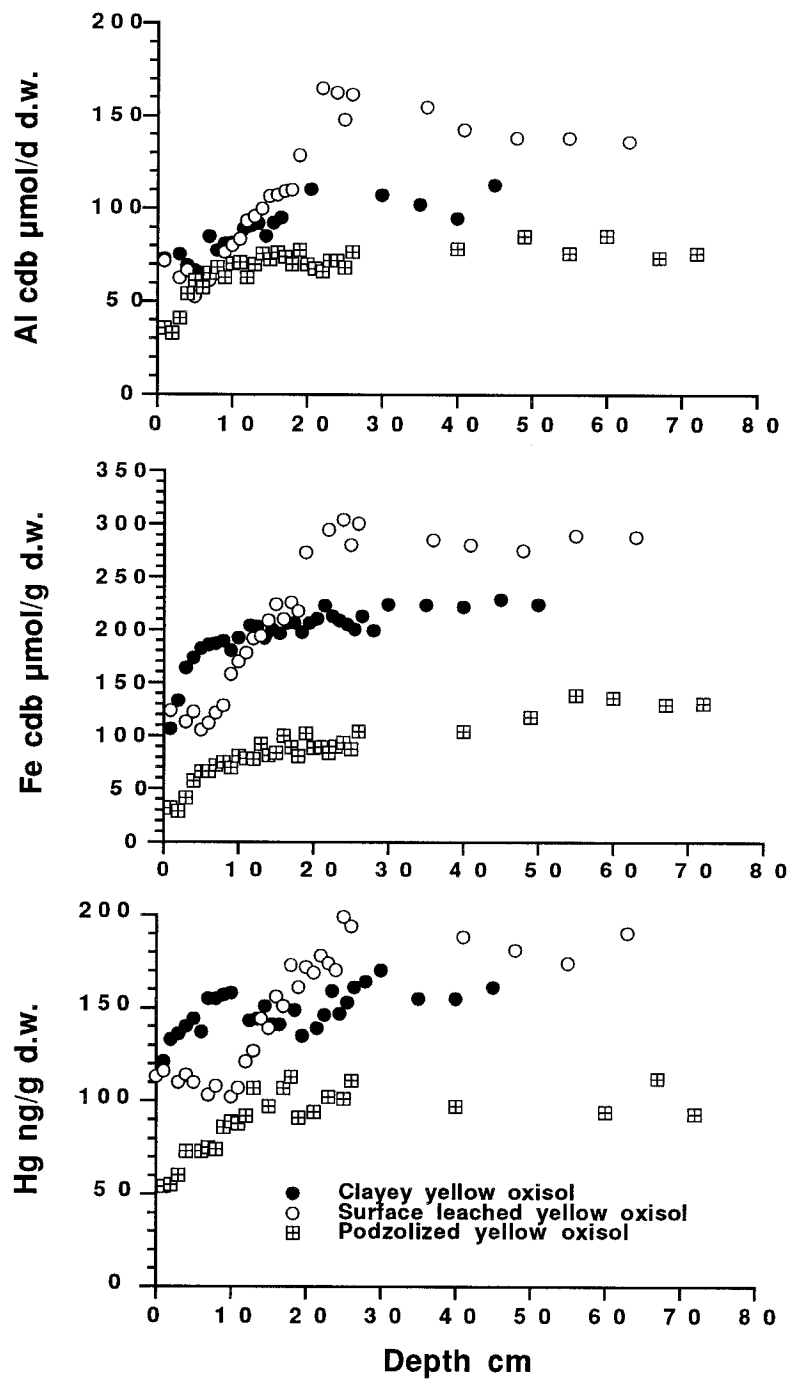 Al cdb µmol/d d.w.
200
150
100
50
0
0 10 20 30 40 50 60 70 80
Fe cdb µmol/g d.w.
350
300
250
200
150
100
50
0
0 10 20 30 40 50 60 70 80
Hg ng/g d.w.
200
150
100
50
0
Clayey yellow oxisol
Surface leached yellow oxisol
Podzolized yellow oxisol
0 10 20 30 40 50 60 70 80
Depth cm